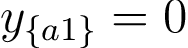 y_{\{a1\}} = 0